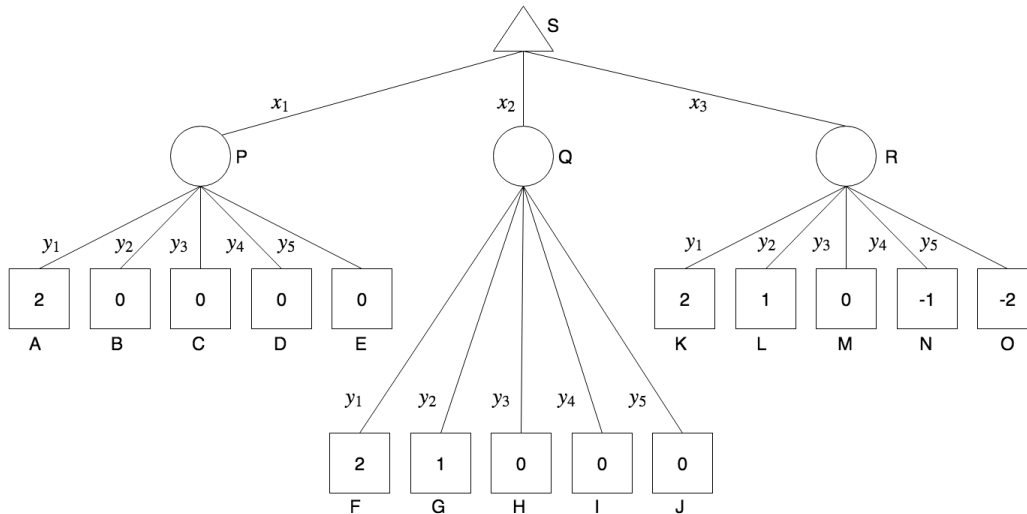 S
x₁ x₂ x₃
P Q R
y₁ y₂ y₃ y₄ y₅ y₁ y₂ y₃ y₄ y₅
2 0 0 0 0 2 1 0 -1 -2
A B C D E K L M N O
y₁ y₂ y₃ y₄ y₅
2 1 0 0 0
F G H I J